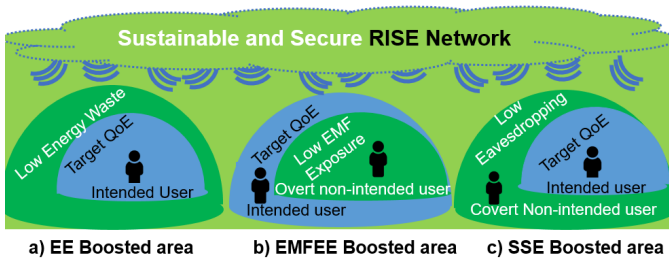 Sustainable and Secure RISE Network
Low Energy Waste
Target QoE
Intended User
Target QoE
Low EMF
Exposure
Overt non-intended user
Intended user
Low
Eavesdropping
Target QoE
Intended user
Covert Non-intended user
a) EE Boosted area
b) EMFEE Boosted area
c) SSE Boosted area